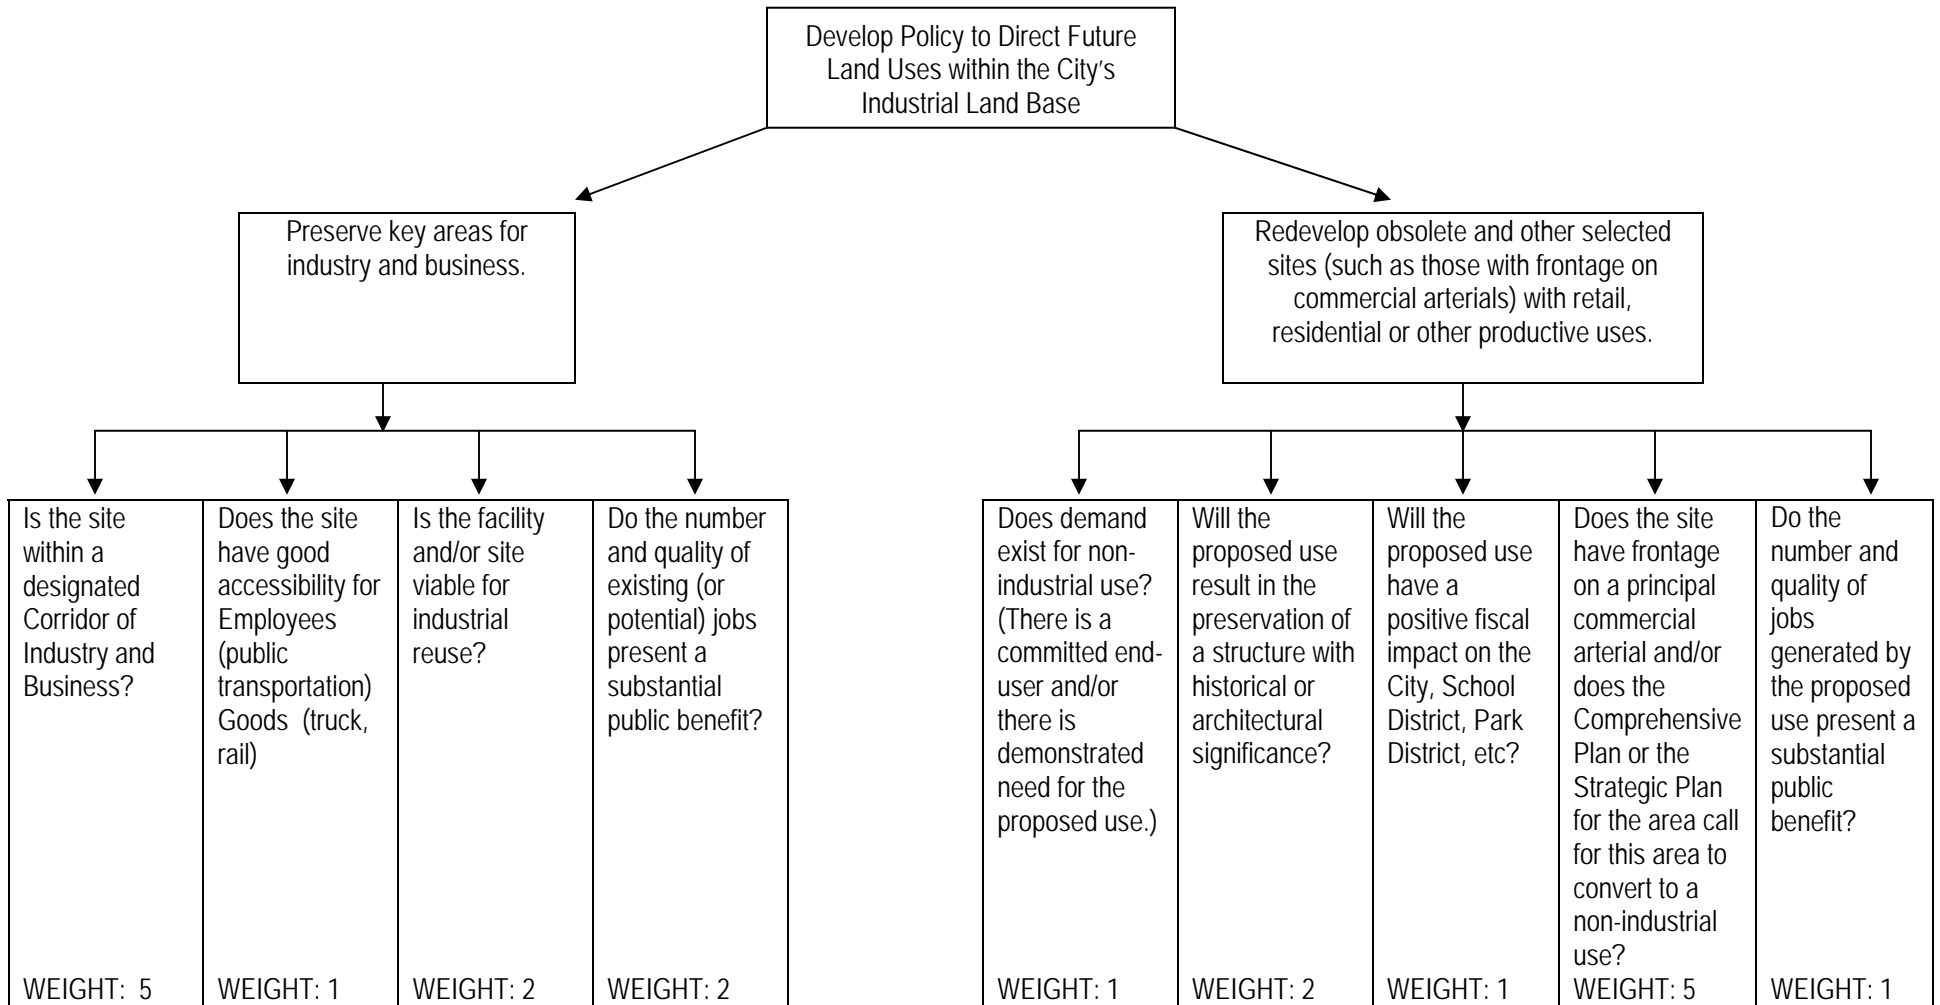 Develop Policy to Direct Future
Land Uses within the City's
Industrial Land Base
Preserve key areas for
industry and business.
Redevelop obsolete and other selected
sites (such as those with frontage on
commercial arterials) with retail,
residential or other productive uses.
Is the site
within a
designated
Corridor of
Industry and
Business?
WEIGHT: 5
Does the site
have good
accessibility for
Employees
(public
transportation)
Goods (truck,
rail)
WEIGHT: 1
Is the facility
and/or site
viable for
industrial
reuse?
WEIGHT: 2
Do the number
and quality of
existing (or
potential) jobs
present a
substantial
public benefit?
WEIGHT: 2
Does demand
exist for non-
industrial use?
(There is a
committed end-
user and/or
there is
demonstrated
need for the
proposed use.)
WEIGHT: 1
Will the
proposed use
result in the
preservation of
a structure with
historical or
architectural
significance?
WEIGHT: 2
Will the
proposed use
have a
positive fiscal
impact on the
City, School
District, Park
District, etc?
WEIGHT: 1
Does the site
have frontage
on a principal
commercial
arterial and/or
does the
Comprehensive
Plan or the
Strategic Plan
for the area call
for this area to
convert to a
non-industrial
use?
WEIGHT: 5
Do the
number and
quality of
jobs
generated by
the proposed
use present a
substantial
public
benefit?
WEIGHT: 1